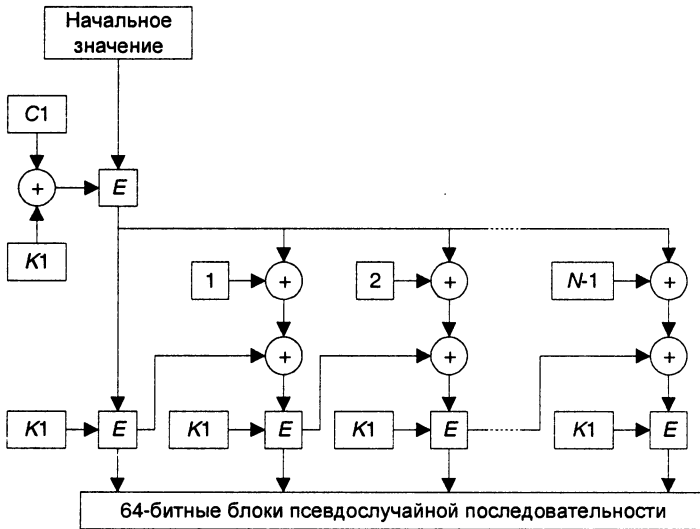 Начальное
значение
C1
+
E
K1
1
+
2
+
N-1
+
+
+
+
K1
E
K1
E
K1
E
K1
E
64-битные блоки псевдослучайной последовательности